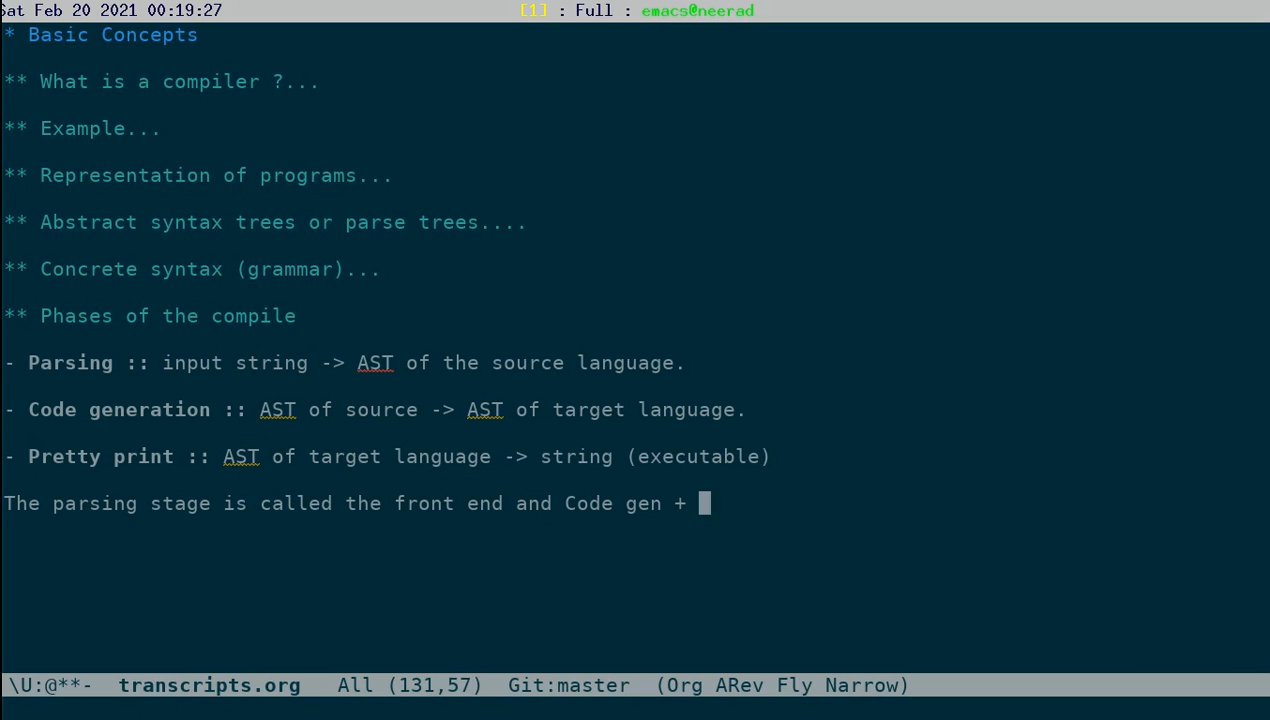 Sat Feb 20 2021 00:19:27 [1] : Full : emacs@neerad
* Basic Concepts
** What is a compiler ?...
** Example...
** Representation of programs...
** Abstract syntax trees or parse trees....
** Concrete syntax (grammar)...
** Phases of the compile
- Parsing :: input string -> AST of the source language.
- Code generation :: AST of source -> AST of target language.
- Pretty print :: AST of target language -> string (executable)
The parsing stage is called the front end and Code gen +
\U:@**- transcripts.org All (131,57) Git:master (Org ARev Fly Narrow)